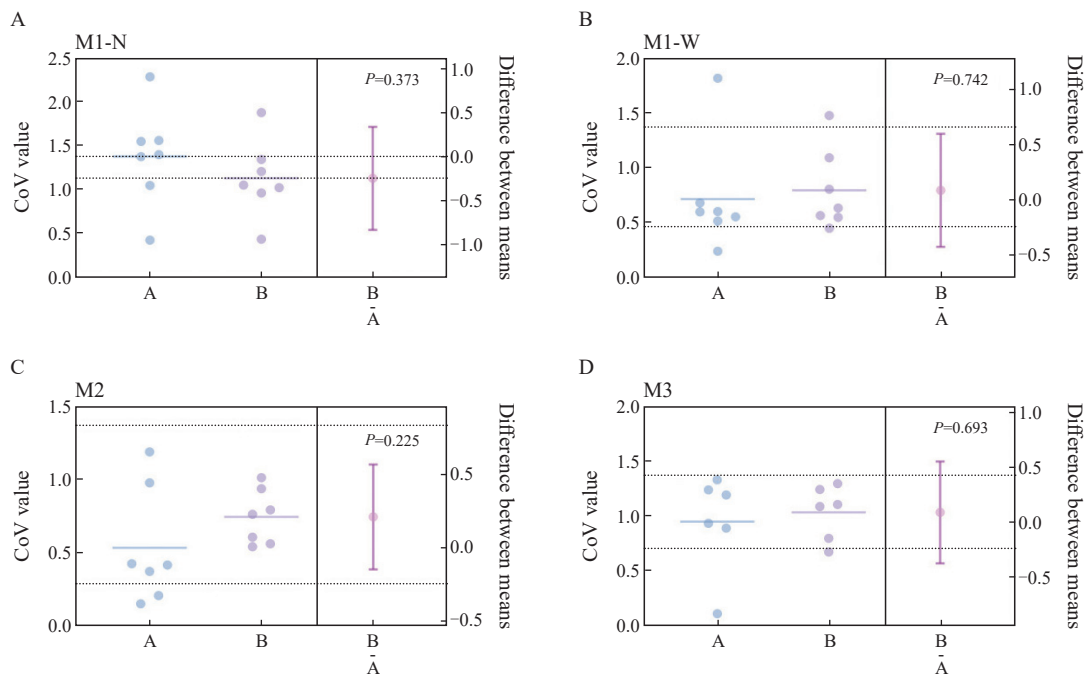 A
M1-N
2.5
2.0
1.5
1.0
0.5
0.0
CoV value
P=0.373
1.0
0.5
0.0
−0.5
−1.0
Difference between means
A
B
B
-
A
B
M1-W
2.0
1.5
1.0
0.5
0.0
CoV value
P=0.742
1.0
0.5
0.0
−0.5
Difference between means
A
B
B
-
A
C
M2
1.5
1.0
0.5
0.0
CoV value
P=0.225
0.5
0.0
−0.5
Difference between means
A
B
B
-
A
D
M3
2.0
1.5
1.0
0.5
0.0
CoV value
P=0.693
1.0
0.5
0.0
−0.5
Difference between means
A
B
B
-
A